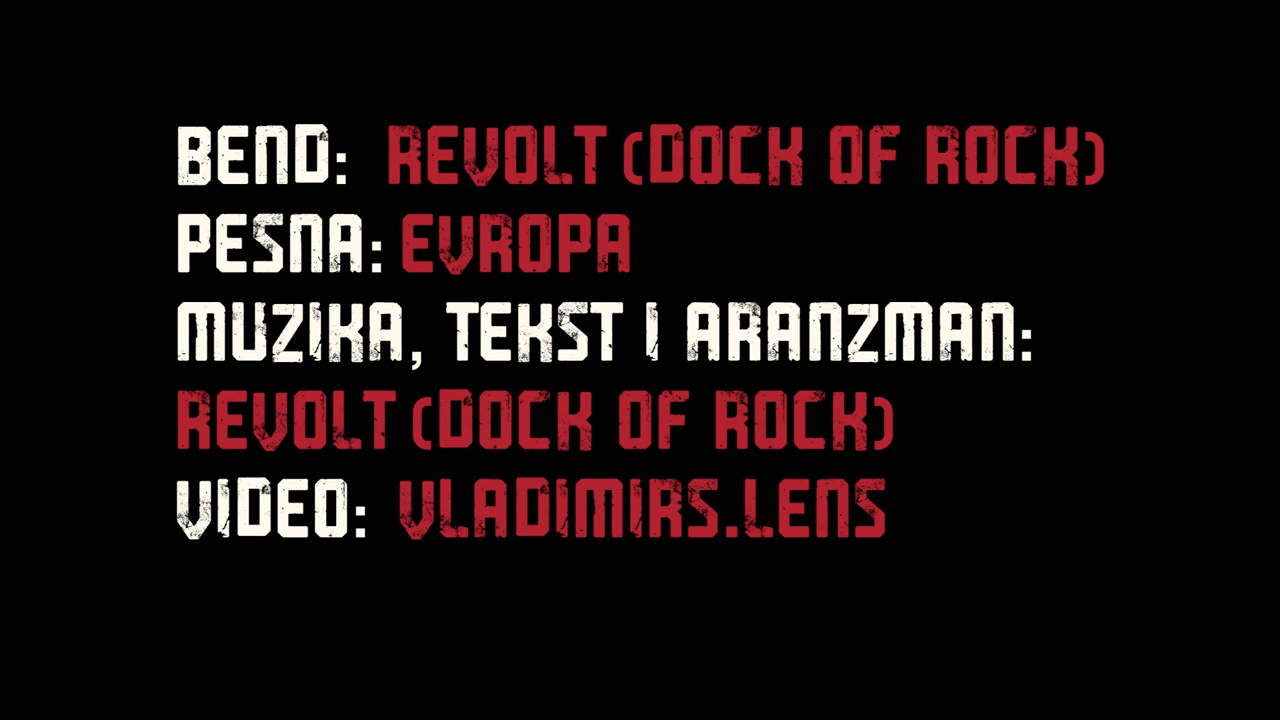 BEND: REVOLT (DOCK OF ROCK)
PESNA: EVROPA
MUZIKA, TEKST I ARANZMAN:
REVOLT (DOCK OF ROCK)
VIDEO: VLADIMIRS.LENS